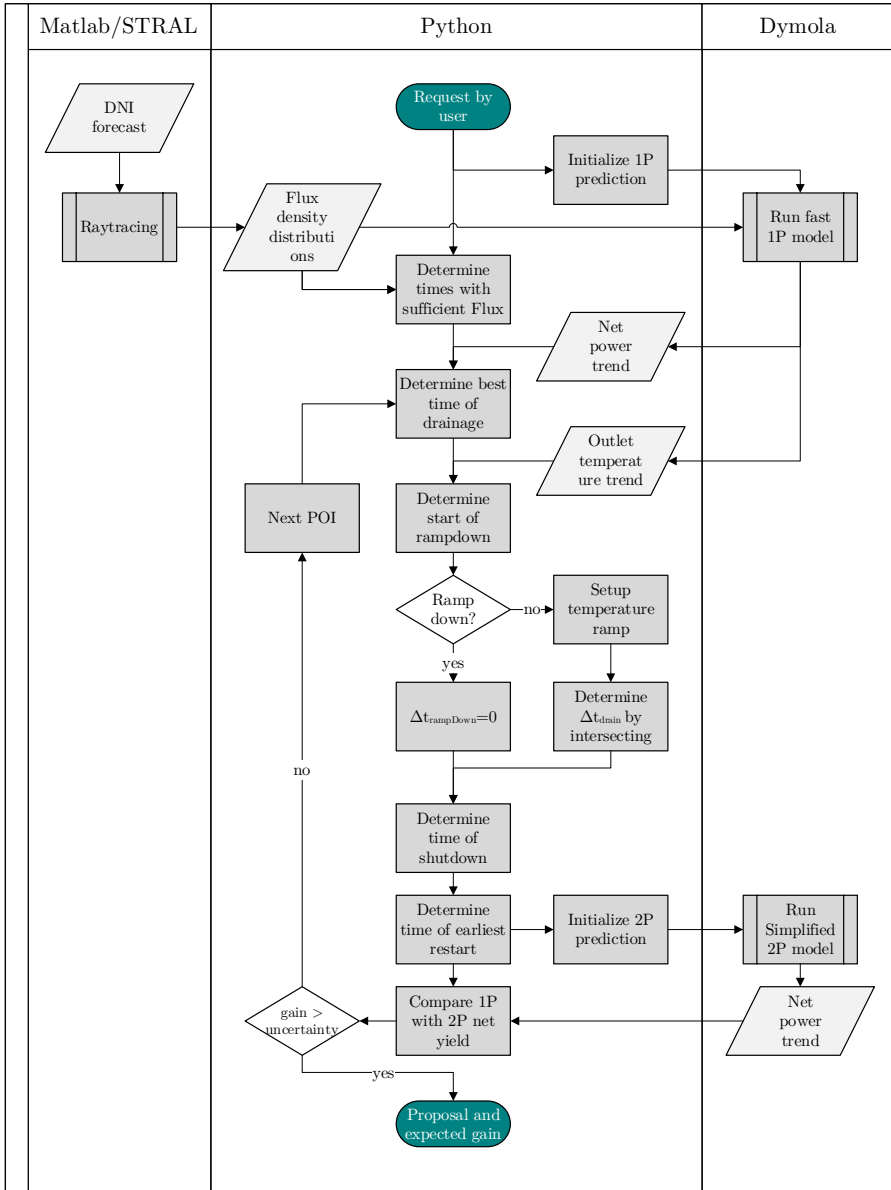 Matlab/STRAL
Python
Dymola
DNI
forecast
Request by
user
Initialize 1P
prediction
Raytracing
Flux
density
distributi
ons
Run fast
1P model
Determine
times with
sufficient Flux
Net
power
trend
Determine best
time of
drainage
Outlet
temperat
ure trend
Next POI
Determine
start of
rampdown
Ramp
down?
no
Setup
temperature
ramp
yes
ΔtrampDown=0
Determine
Δtdrain by
intersecting
no
Determine
time of
shutdown
Determine
time of earliest
restart
Initialize 2P
prediction
Run
Simplified
2P model
gain >
uncertainty
Compare 1P
with 2P net
yield
Net
power
trend
yes
Proposal and
expected gain